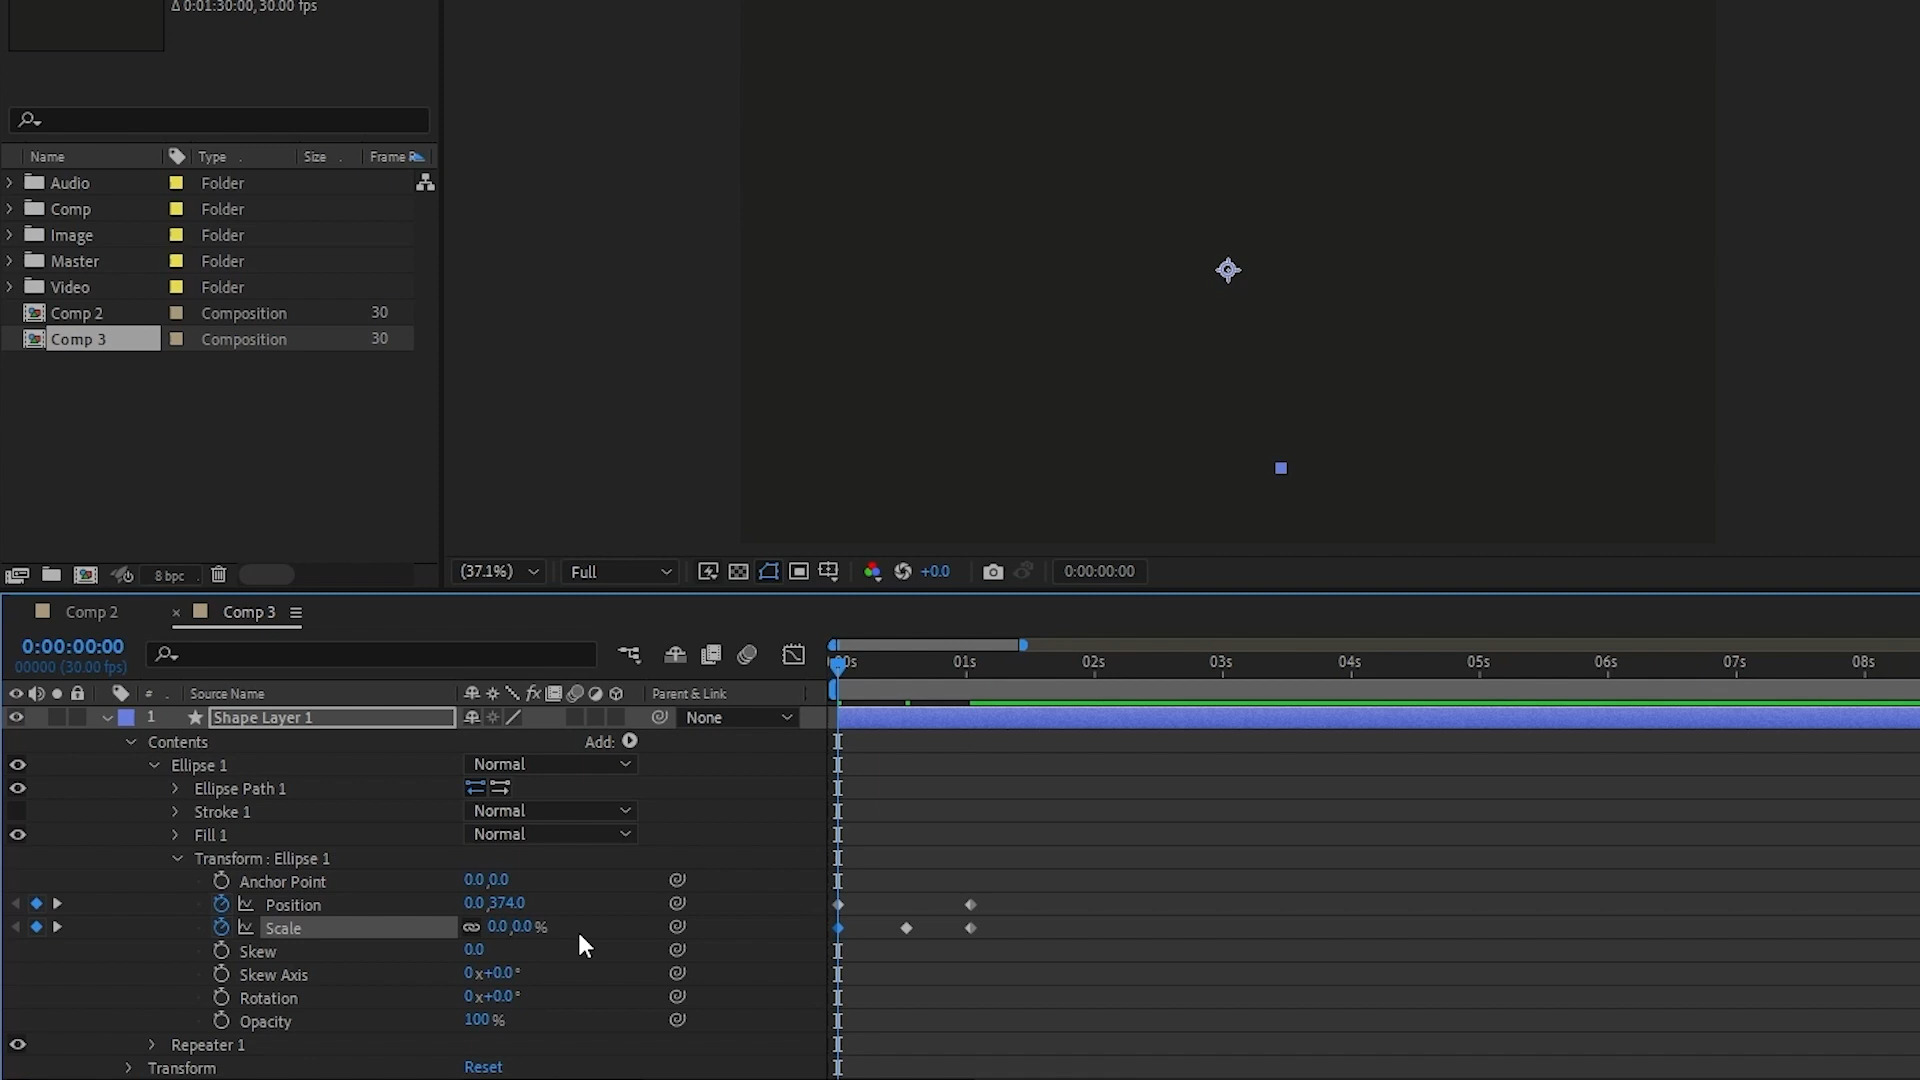 Δ 0:01:30:00, 30.00 fps
Name Type Size Frame R
Audio Folder
Comp Folder
Image Folder
Master Folder
Video Folder
Comp 2 Composition 30
Comp 3 Composition 30
8 bpc
(37.1%) Full +0.0 0:00:00:00
Comp 2 × Comp 3
0:00:00:00
00000 (30.00 fps)
00s 01s 02s 03s 04s 05s 06s 07s 08s
# Source Name fx Parent & Link
1 Shape Layer 1 None
Contents Add:
Ellipse 1 Normal
Ellipse Path 1
Stroke 1 Normal
Fill 1 Normal
Transform : Ellipse 1
Anchor Point 0.0,0.0
Position 0.0,374.0
Scale 0.0,0.0 %
Skew 0.0
Skew Axis 0x+0.0°
Rotation 0x+0.0°
Opacity 100 %
Repeater 1
Transform Reset